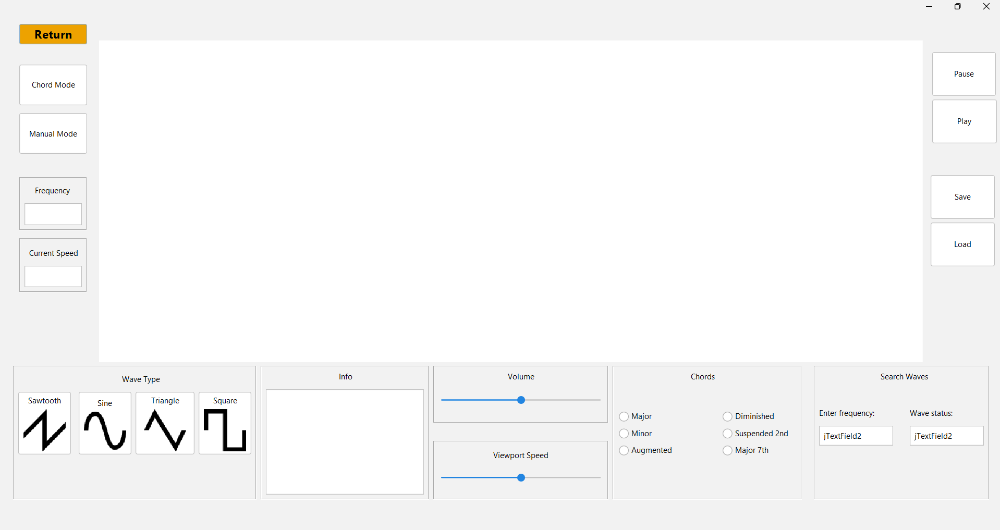 Return
Chord Mode
Manual Mode
Frequency
Current Speed
Pause
Play
Save
Load
Wave Type
Sawtooth
Sine
Triangle
Square
Info
Volume
Viewport Speed
Chords
Major
Minor
Augmented
Diminished
Suspended 2nd
Major 7th
Search Waves
Enter frequency:
jTextField2
Wave status:
jTextField2